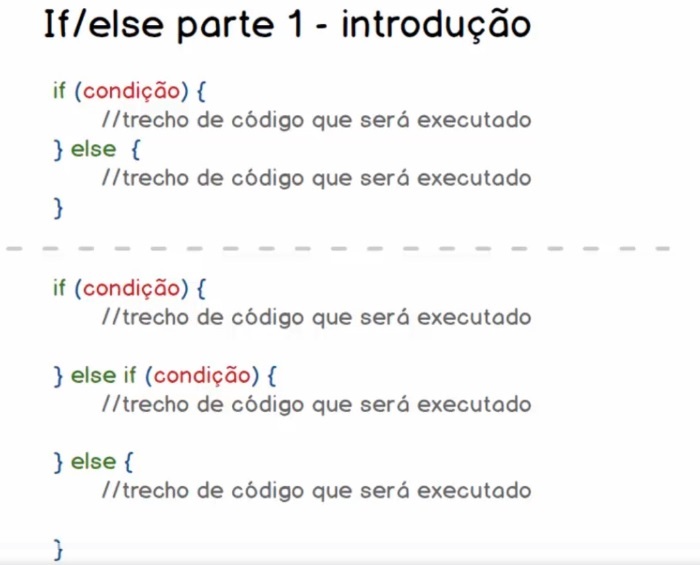 If/else parte 1 - introdução
if (condição) {
//trecho de código que será executado
} else {
//trecho de código que será executado
}
if (condição) {
//trecho de código que será executado
} else if (condição) {
//trecho de código que será executado
} else {
//trecho de código que será executado
}